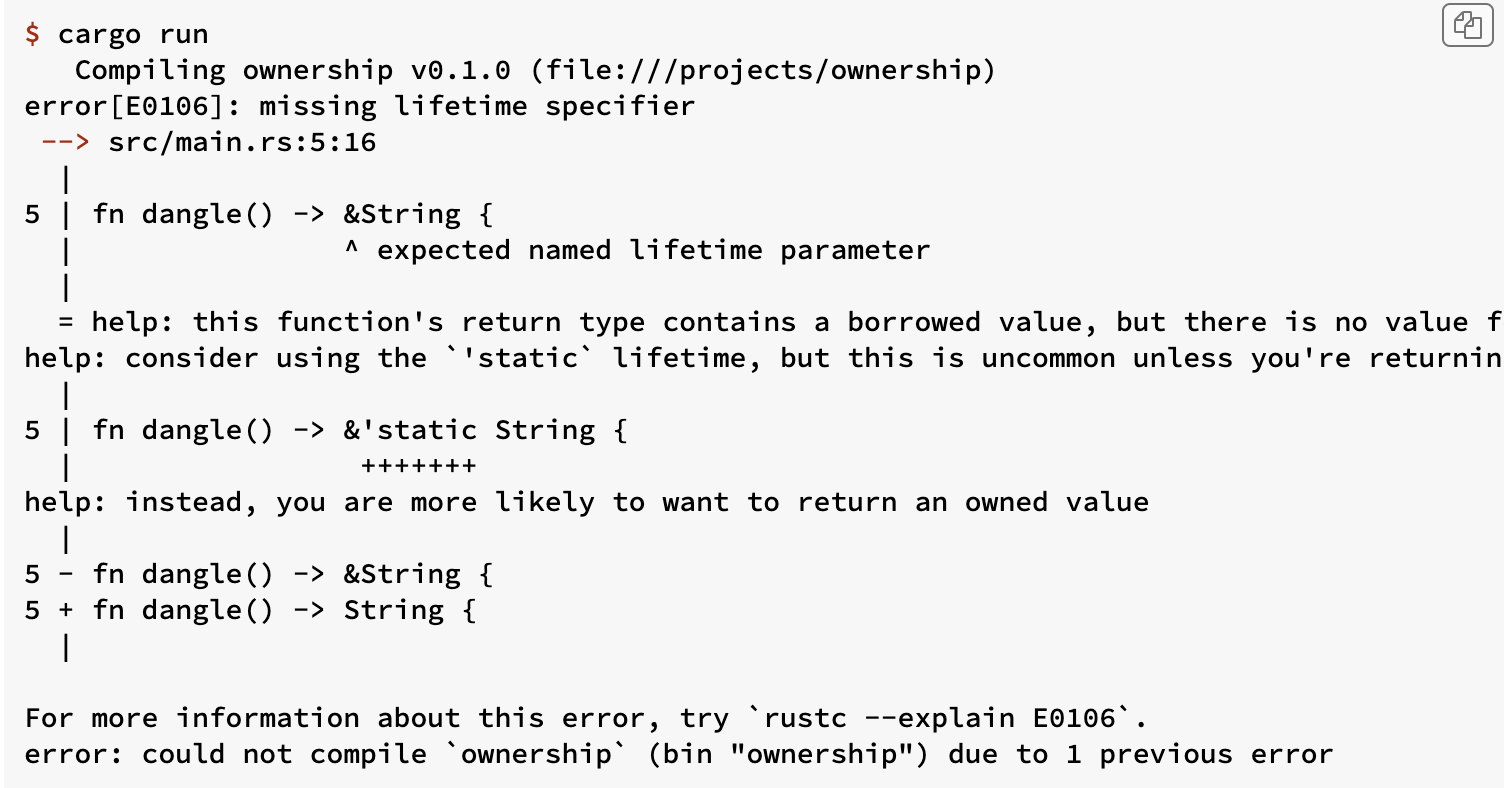 $ cargo run
   Compiling ownership v0.1.0 (file:///projects/ownership)
error[E0106]: missing lifetime specifier
 --> src/main.rs:5:16
  |
5 | fn dangle() -> &String {
  |                ^ expected named lifetime parameter
  |
  = help: this function's return type contains a borrowed value, but there is no value f
help: consider using the `'static` lifetime, but this is uncommon unless you're returnin
  |
5 | fn dangle() -> &'static String {
  |                 +++++++
help: instead, you are more likely to want to return an owned value
  |
5 - fn dangle() -> &String {
5 + fn dangle() -> String {
  |
For more information about this error, try `rustc --explain E0106`.
error: could not compile `ownership` (bin "ownership") due to 1 previous error